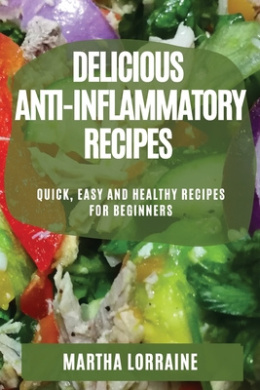 DELICIOUS
ANTI-INFLAMMATORY
RECIPES
QUICK, EASY AND HEALTHY RECIPES
FOR BEGINNERS
MARTHA LORRAINE